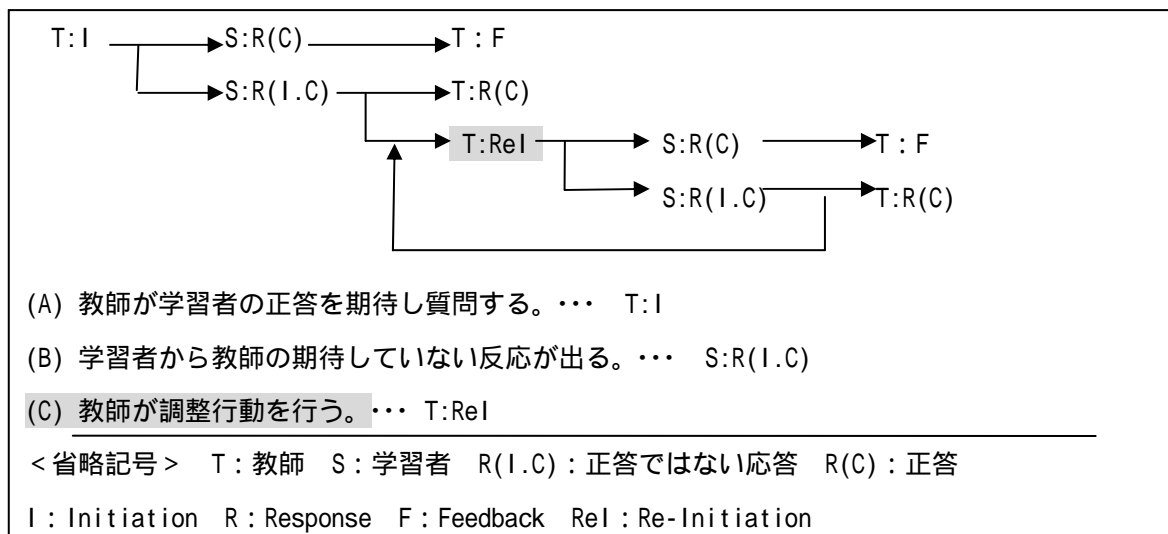 T:I S:R(C) T：F
S:R(I.C) T:R(C)
T:ReI S:R(C) T：F
S:R(I.C) T:R(C)
(A) 教師が学習者の正答を期待し質問する。… T:I
(B) 学習者から教師の期待していない反応が出る。… S:R(I.C)
(C) 教師が調整行動を行う。… T:ReI
<省略記号> T：教師 S：学習者 R(I.C)：正答ではない応答 R(C)：正答
I：Initiation R：Response F：Feedback ReI：Re-Initiation